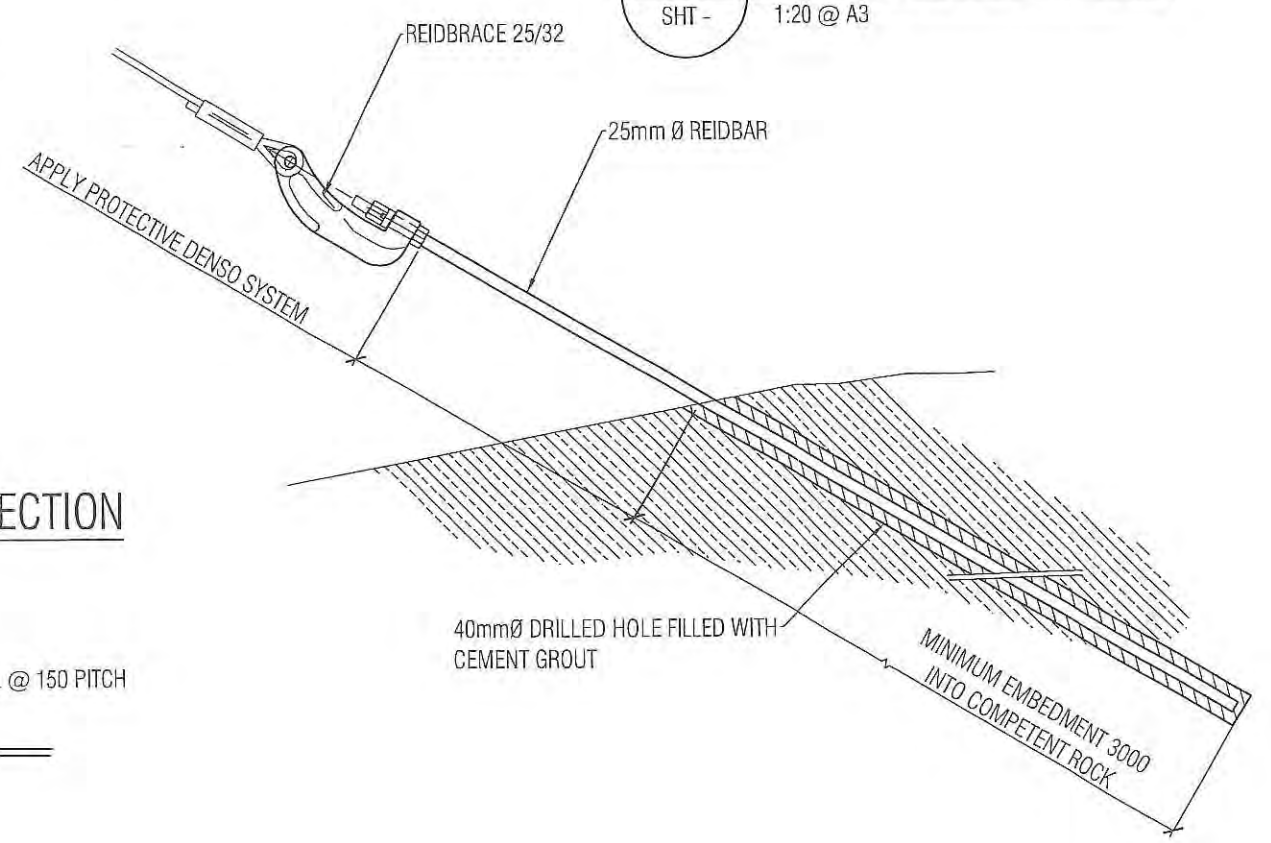 SHT -
1:20 @ A3
REIDBRACE 25/32
25mm Ø REIDBAR
APPLY PROTECTIVE DENSO SYSTEM
ECTION
40mmØ DRILLED HOLE FILLED WITH
CEMENT GROUT
@ 150 PITCH
MINIMUM EMBEDMENT 3000
INTO COMPETENT ROCK